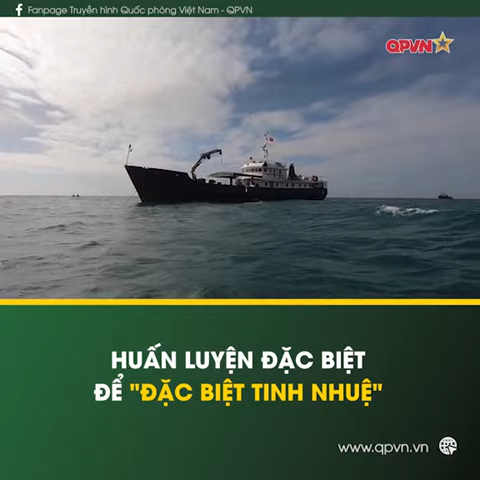 Fanpage Truyền hình Quốc phòng Việt Nam - QPVN
QPVN
HUẤN LUYỆN ĐẶC BIỆT
ĐỂ "ĐẶC BIỆT TINH NHUỆ"
www.qpvn.vn